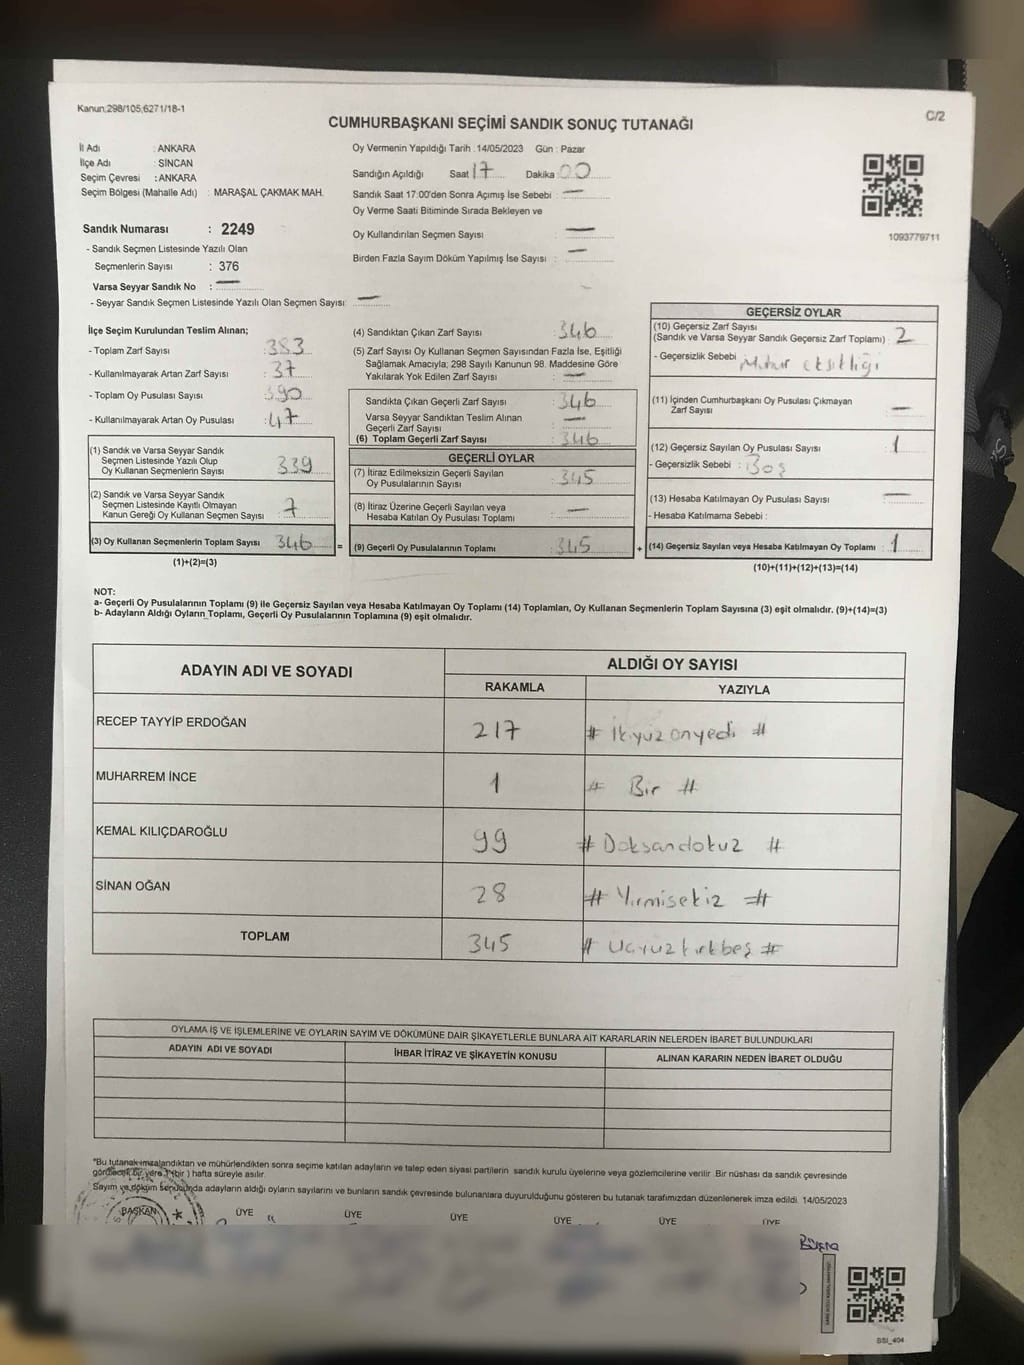 Kanun;298/105,6271/18-1
C/2
CUMHURBAŞKANI SEÇİMİ SANDIK SONUÇ TUTANAĞI
İl Adı : ANKARA
İlçe Adı : SİNCAN
Seçim Çevresi : ANKARA
Seçim Bölgesi (Mahalle Adı) : MARAŞAL ÇAKMAK MAH.
Oy Vermenin Yapıldığı Tarih : 14/05/2023 Gün : Pazar
Sandığın Açıldığı Saat 17 Dakika 00
Sandık Saat 17:00'den Sonra Açımış İse Sebebi : —
Oy Verme Saati Bitiminde Sırada Bekleyen ve
Oy Kullandırılan Seçmen Sayısı : —
Birden Fazla Sayım Döküm Yapılmış İse Sayısı : —
1093779711
Sandık Numarası : 2249
- Sandık Seçmen Listesinde Yazılı Olan
Seçmenlerin Sayısı : 376
Varsa Seyyar Sandık No : —
- Seyyar Sandık Seçmen Listesinde Yazılı Olan Seçmen Sayısı: —
İlçe Seçim Kurulundan Teslim Alınan;
- Toplam Zarf Sayısı : 383
- Kullanılmayarak Artan Zarf Sayısı : 37
- Toplam Oy Pusulası Sayısı : 390
- Kullanılmayarak Artan Oy Pusulası : 47
(1) Sandık ve Varsa Seyyar Sandık
Seçmen Listesinde Yazılı Olup
Oy Kullanan Seçmenlerin Sayısı : 339
(2) Sandık ve Varsa Seyyar Sandık
Seçmen Listesinde Kayıtlı Olmayan
Kanun Gereği Oy Kullanan Seçmen Sayısı : 7
(3) Oy Kullanan Seçmenlerin Toplam Sayısı : 346 =
(1)+(2)=(3)
(4) Sandıktan Çıkan Zarf Sayısı : 346
(5) Zarf Sayısı Oy Kullanan Seçmen Sayısından Fazla İse, Eşitliği
Sağlamak Amacıyla; 298 Sayılı Kanunun 98. Maddesine Göre
Yakılarak Yok Edilen Zarf Sayısı : —
Sandıkta Çıkan Geçerli Zarf Sayısı : 346
Varsa Seyyar Sandıktan Teslim Alınan
Geçerli Zarf Sayısı : —
(6) Toplam Geçerli Zarf Sayısı : 346
GEÇERLİ OYLAR
(7) İtiraz Edilmeksizin Geçerli Sayılan
Oy Pusulalarının Sayısı : 345
(8) İtiraz Üzerine Geçerli Sayılan veya
Hesaba Katılan Oy Pusulası Toplamı : —
(9) Geçerli Oy Pusulalarının Toplamı : 345 +
GEÇERSİZ OYLAR
(10) Geçersiz Zarf Sayısı
(Sandık ve Varsa Seyyar Sandık Geçersiz Zarf Toplamı) : 2
- Geçersizlik Sebebi : Mühür eksikliği
(11) İçinden Cumhurbaşkanı Oy Pusulası Çıkmayan
Zarf Sayısı : —
(12) Geçersiz Sayılan Oy Pusulası Sayısı : 1
- Geçersizlik Sebebi : Boş
(13) Hesaba Katılmayan Oy Pusulası Sayısı : —
- Hesaba Katılmama Sebebi :
(14) Geçersiz Sayılan veya Hesaba Katılmayan Oy Toplamı : 1
(10)+(11)+(12)+(13)=(14)
NOT:
a- Geçerli Oy Pusulalarının Toplamı (9) ile Geçersiz Sayılan veya Hesaba Katılmayan Oy Toplamı (14) Toplamları, Oy Kullanan Seçmenlerin Toplam Sayısına (3) eşit olmalıdır. (9)+(14)=(3)
b- Adayların Aldığı Oyların Toplamı, Geçerli Oy Pusulalarının Toplamına (9) eşit olmalıdır.
ADAYIN ADI VE SOYADI ALDIĞI OY SAYISI
RAKAMLA YAZIYLA
RECEP TAYYİP ERDOĞAN 217 # İkiyüzonyedi #
MUHARREM İNCE 1 # Bir #
KEMAL KILIÇDAROĞLU 99 # Doksandokuz #
SİNAN OĞAN 28 # Yirmisekiz #
TOPLAM 345 # Üçyüzkırkbeş #
OYLAMA İŞ VE İŞLEMLERİNE VE OYLARIN SAYIM VE DÖKÜMÜNE DAİR ŞİKAYETLERLE BUNLARA AİT KARARLARIN NELERDEN İBARET BULUNDUKLARI
ADAYIN ADI VE SOYADI İHBAR İTİRAZ VE ŞİKAYETİN KONUSU ALINAN KARARIN NEDEN İBARET OLDUĞU
*Bu tutanak imzalandıktan ve mühürlendikten sonra seçime katılan adayların ve talep eden siyasi partilerin sandık kurulu üyelerine veya gözlemcilerine verilir. Bir nüshası da sandık çevresinde
görülecek bir yere 1 (bir ) hafta süreyle asılır.
Sayım ve döküm sonucunda adayların aldığı oyların sayılarını ve bunların sandık çevresinde bulunanlara duyurulduğunu gösteren bu tutanak tarafımızdan düzenlenerek imza edildi. 14/05/2023
BAŞKAN ÜYE ÜYE ÜYE ÜYE ÜYE ÜYE
Büşra
BSI_404